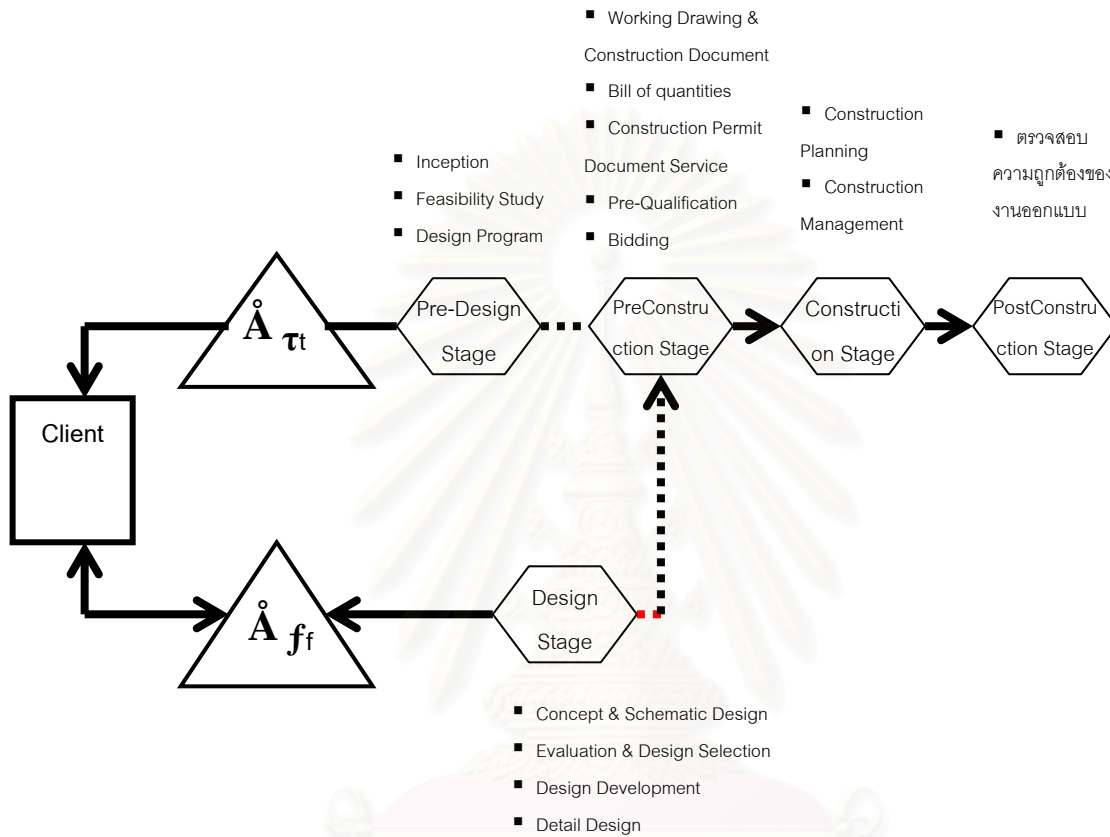 ▪ Working Drawing &
Construction Document
▪ Bill of quantities
▪ Construction Permit
Document Service
▪ Pre-Qualification
▪ Bidding
▪ Inception
▪ Feasibility Study
▪ Design Program
▪ Construction
Planning
▪ Construction
Management
▪ ตรวจสอบ
ความถูกต้องของ
งานออกแบบ
Å τt
Pre-Design
Stage
PreConstru
ction Stage
Constructi
on Stage
PostConstru
ction Stage
Client
Å ff
Design
Stage
▪ Concept & Schematic Design
▪ Evaluation & Design Selection
▪ Design Development
▪ Detail Design